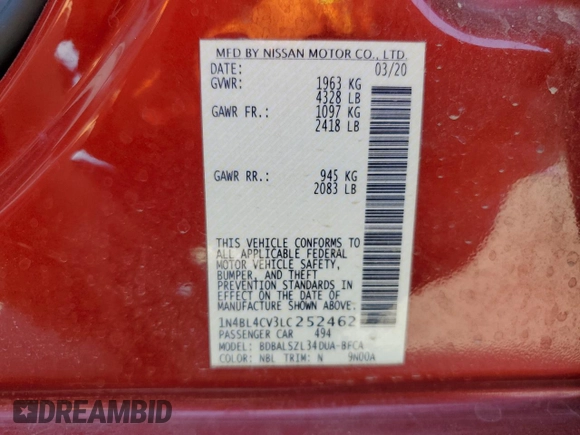 MFD BY NISSAN MOTOR CO., LTD.
DATE: 03/20
GVWR: 1963 KG
4328 LB
GAWR FR.: 1097 KG
2418 LB
GAWR RR.: 945 KG
2083 LB
THIS VEHICLE CONFORMS TO
ALL APPLICABLE FEDERAL
MOTOR VEHICLE SAFETY,
BUMPER, AND THEFT
PREVENTION STANDARDS IN
EFFECT ON THE DATE OF
MANUFACTURE SHOWN ABOVE:
1N4BL4CV3LC252462
PASSENGER CAR 494
MODEL: BDBALSZL34DUA-BFCA
COLOR: NBL TRIM: N 9N00A
DREAMBID